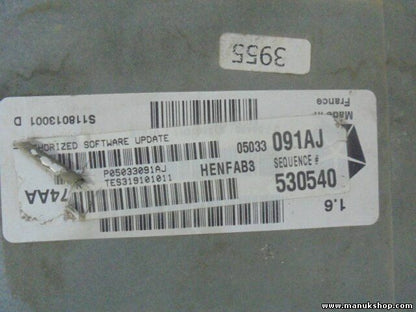 3955
Made in
France
S118013001 D
AUTHORIZED SOFTWARE UPDATE
P05033091AJ
TES319101011
05033 091AJ
HENFAB3
SEQUENCE #
530540
74AA
1.6
www.manukshop.com